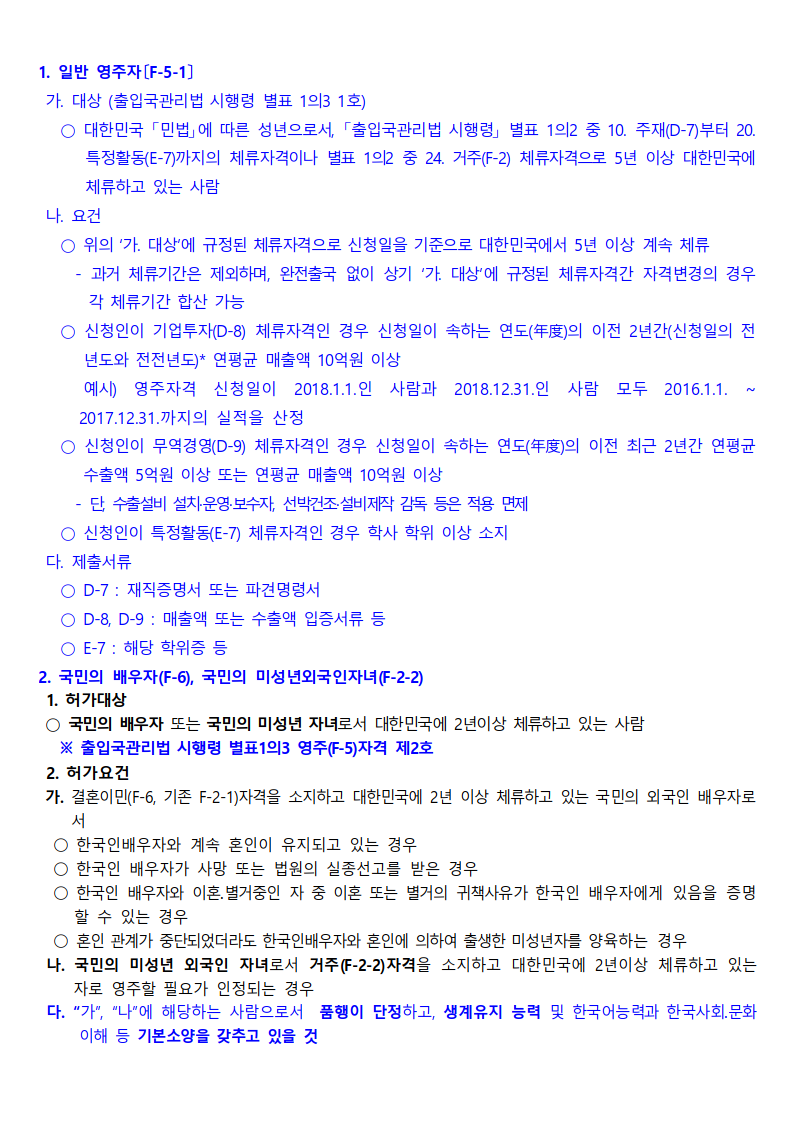 1. 일반 영주자〔F-5-1〕
가. 대상 (출입국관리법 시행령 별표 1의3 1호)
○ 대한민국 「민법」에 따른 성년으로서, 「출입국관리법 시행령」 별표 1의2 중 10. 주재(D-7)부터 20.
특정활동(E-7)까지의 체류자격이나 별표 1의2 중 24. 거주(F-2) 체류자격으로 5년 이상 대한민국에
체류하고 있는 사람
나. 요건
○ 위의 ‘가. 대상’에 규정된 체류자격으로 신청일을 기준으로 대한민국에서 5년 이상 계속 체류
- 과거 체류기간은 제외하며, 완전출국 없이 상기 ‘가. 대상’에 규정된 체류자격간 자격변경의 경우
각 체류기간 합산 가능
○ 신청인이 기업투자(D-8) 체류자격인 경우 신청일이 속하는 연도(年度)의 이전 2년간(신청일의 전
년도와 전전년도)* 연평균 매출액 10억원 이상
예시) 영주자격 신청일이 2018.1.1.인 사람과 2018.12.31.인 사람 모두 2016.1.1. ~
2017.12.31.까지의 실적을 산정
○ 신청인이 무역경영(D-9) 체류자격인 경우 신청일이 속하는 연도(年度)의 이전 최근 2년간 연평균
수출액 5억원 이상 또는 연평균 매출액 10억원 이상
- 단, 수출설비 설치·운영·보수자, 선박건조·설비제작 감독 등은 적용 면제
○ 신청인이 특정활동(E-7) 체류자격인 경우 학사 학위 이상 소지
다. 제출서류
○ D-7 : 재직증명서 또는 파견명령서
○ D-8, D-9 : 매출액 또는 수출액 입증서류 등
○ E-7 : 해당 학위증 등
2. 국민의 배우자(F-6), 국민의 미성년외국인자녀(F-2-2)
1. 허가대상
○ 국민의 배우자 또는 국민의 미성년 자녀로서 대한민국에 2년이상 체류하고 있는 사람
※ 출입국관리법 시행령 별표1의3 영주(F-5)자격 제2호
2. 허가요건
가. 결혼이민(F-6, 기존 F-2-1)자격을 소지하고 대한민국에 2년 이상 체류하고 있는 국민의 외국인 배우자로
서
○ 한국인배우자와 계속 혼인이 유지되고 있는 경우
○ 한국인 배우자가 사망 또는 법원의 실종선고를 받은 경우
○ 한국인 배우자와 이혼.별거중인 자 중 이혼 또는 별거의 귀책사유가 한국인 배우자에게 있음을 증명
할 수 있는 경우
○ 혼인 관계가 중단되었더라도 한국인배우자와 혼인에 의하여 출생한 미성년자를 양육하는 경우
나. 국민의 미성년 외국인 자녀로서 거주(F-2-2)자격을 소지하고 대한민국에 2년이상 체류하고 있는
자로 영주할 필요가 인정되는 경우
다. “가”, “나”에 해당하는 사람으로서 품행이 단정하고, 생계유지 능력 및 한국어능력과 한국사회.문화
이해 등 기본소양을 갖추고 있을 것